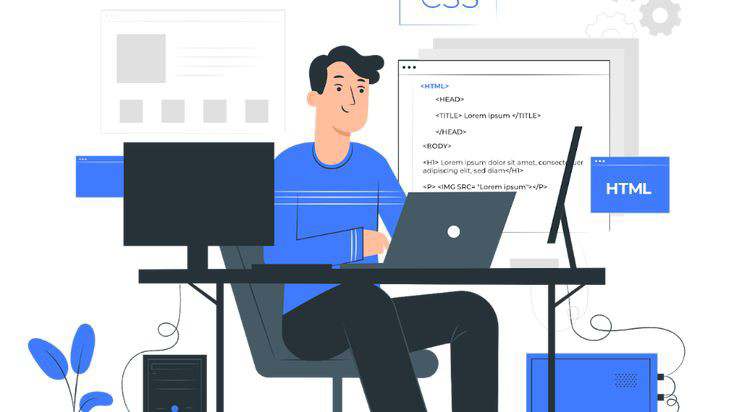 CSS
<HTML>
<HEAD>
<TITLE> Lorem ipsum </TITLE>
</HEAD>
<BODY>
<H1> Lorem ipsum dolor sit amet, consectetuer
adipiscing elit, sed diam</H1>
<P> <IMG SRC= "Lorem ipsum"></P>
HTML